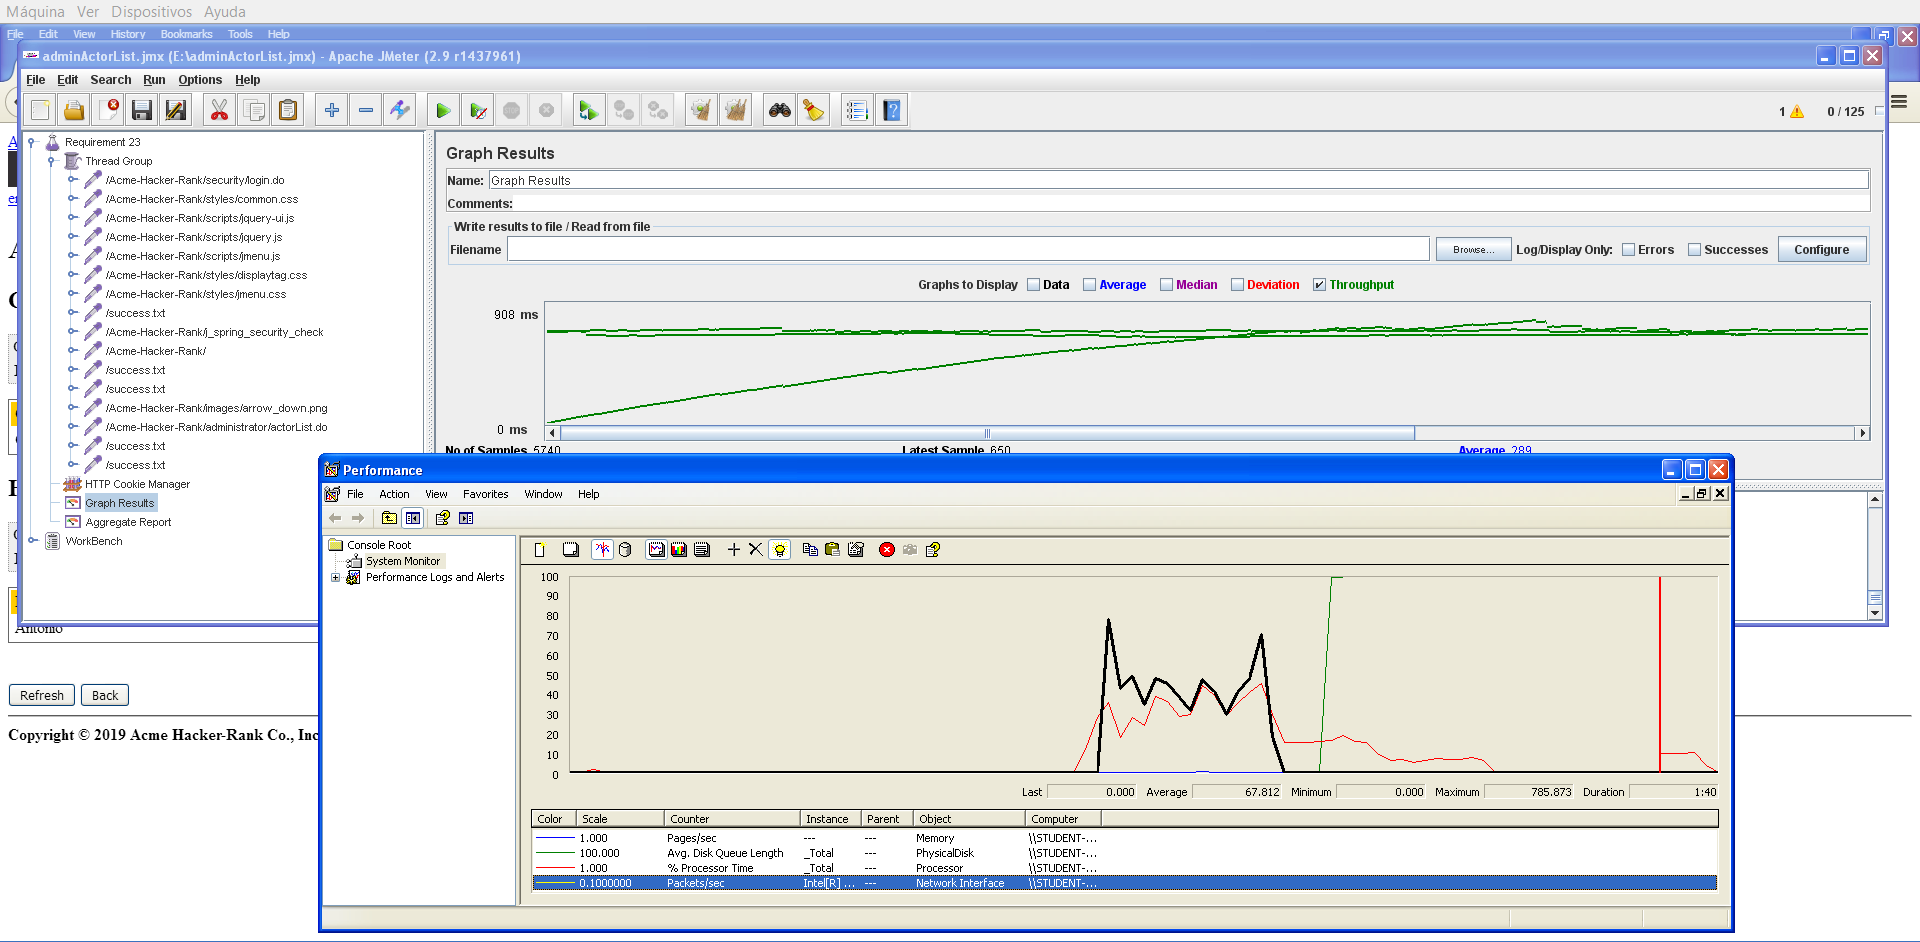 Máquina Ver Dispositivos Ayuda
File Edit View History Bookmarks Tools Help
adminActorList.jmx (E:\adminActorList.jmx) - Apache JMeter (2.9 r1437961)
File Edit Search Run Options Help
1 0 / 125
Requirement 23
Thread Group
/Acme-Hacker-Rank/security/login.do
/Acme-Hacker-Rank/styles/common.css
/Acme-Hacker-Rank/scripts/jquery-ui.js
/Acme-Hacker-Rank/scripts/jquery.js
/Acme-Hacker-Rank/scripts/jmenu.js
/Acme-Hacker-Rank/styles/displaytag.css
/Acme-Hacker-Rank/styles/jmenu.css
/success.txt
/Acme-Hacker-Rank/j_spring_security_check
/Acme-Hacker-Rank/
/success.txt
/success.txt
/Acme-Hacker-Rank/images/arrow_down.png
/Acme-Hacker-Rank/administrator/actorList.do
/success.txt
/success.txt
HTTP Cookie Manager
Graph Results
Aggregate Report
WorkBench
Graph Results
Name: Graph Results
Comments:
Write results to file / Read from file
Filename Browse... Log/Display Only: Errors Successes Configure
Graphs to Display Data Average Median Deviation Throughput
908 ms
0 ms
No of Samples 5740 Latest Sample 650 Average 289
Antonio
Refresh Back
Copyright © 2019 Acme Hacker-Rank Co., Inc
Performance
File Action View Favorites Window Help
Console Root
System Monitor
Performance Logs and Alerts
100
90
80
70
60
50
40
30
20
10
0
Last 0.000 Average 67.812 Minimum 0.000 Maximum 785.873 Duration 1:40
Color Scale Counter Instance Parent Object Computer
1.000 Pages/sec --- --- Memory \\STUDENT-...
100.000 Avg. Disk Queue Length _Total --- PhysicalDisk \\STUDENT-...
1.000 % Processor Time _Total --- Processor \\STUDENT-...
0.1000000 Packets/sec Intel[R] ... --- Network Interface \\STUDENT-...